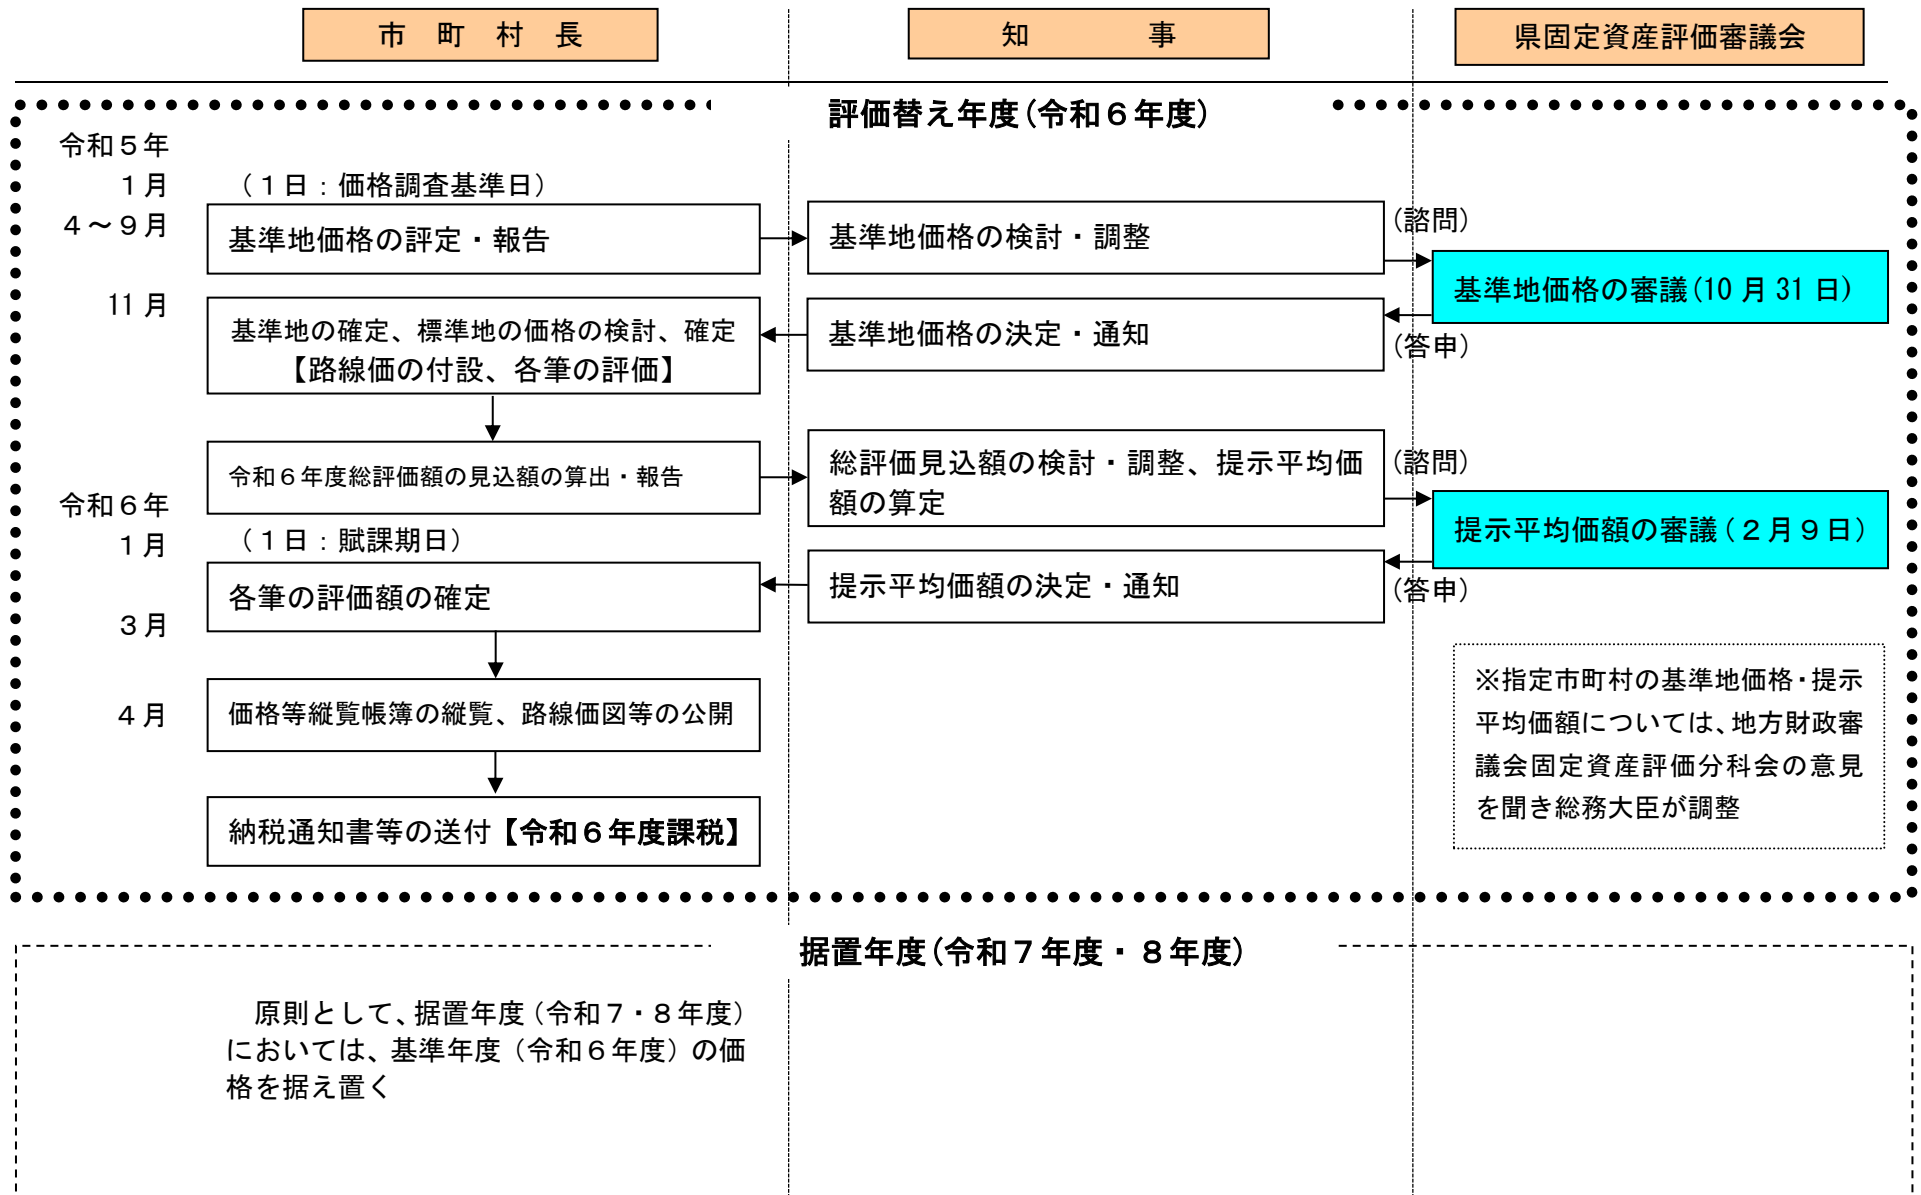 市町村長
知事
県固定資産評価審議会
評価替え年度(令和６年度)
令和５年
１月
（１日：価格調査基準日）
４～９月
基準地価格の評定・報告
基準地価格の検討・調整
(諮問)
基準地価格の審議(10月31日)
11月
基準地の確定、標準地の価格の検討、確定
【路線価の付設、各筆の評価】
基準地価格の決定・通知
(答申)
令和６年度総評価額の見込額の算出・報告
総評価見込額の検討・調整、提示平均価
額の算定
(諮問)
提示平均価額の審議(２月９日)
令和６年
１月
（１日：賦課期日）
各筆の評価額の確定
提示平均価額の決定・通知
(答申)
３月
４月
価格等縦覧帳簿の縦覧、路線価図等の公開
納税通知書等の送付【令和６年度課税】
※指定市町村の基準地価格・提示
平均価額については、地方財政審
議会固定資産評価分科会の意見
を聞き総務大臣が調整
据置年度(令和７年度・８年度)
原則として、据置年度（令和７・８年度）
においては、基準年度（令和６年度）の価
格を据え置く